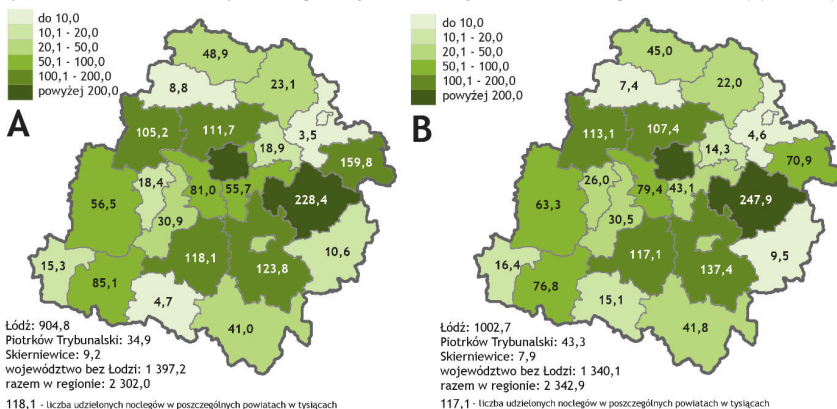 do 10,0
10,1 - 20,0
20,1 - 50,0
50,1 - 100,0
100,1 - 200,0
powyżej 200,0
A
48,9
23,1
8,8
105,2
111,7
3,5
18,9
159,8
18,4
81,0
55,7
56,5
228,4
30,9
118,1
123,8
10,6
15,3
85,1
4,7
41,0
Łódź: 904,8
Piotrków Trybunalski: 34,9
Skierniewice: 9,2
województwo bez Łodzi: 1 397,2
razem w regionie: 2 302,0
118,1 - liczba udzielonych noclegów w poszczególnych powiatach w tysiącach
do 10,0
10,1 - 20,0
20,1 - 50,0
50,1 - 100,0
100,1 - 200,0
powyżej 200,0
B
45,0
22,0
7,4
113,1
107,4
4,6
14,3
70,9
26,0
79,4
43,1
63,3
247,9
30,5
117,1
137,4
9,5
16,4
76,8
15,1
41,8
Łódź: 1002,7
Piotrków Trybunalski: 43,3
Skierniewice: 7,9
województwo bez Łodzi: 1 340,1
razem w regionie: 2 342,9
117,1 - liczba udzielonych noclegów w poszczególnych powiatach w tysiącach